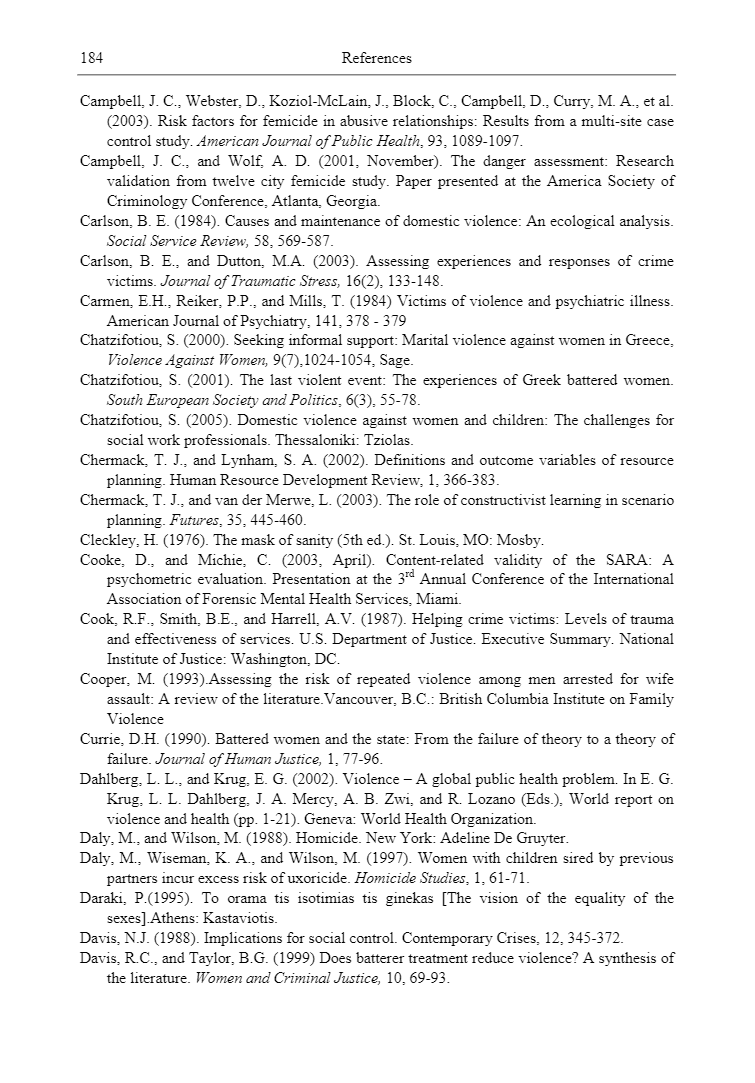 184 References
Campbell, J. C., Webster, D., Koziol-McLain, J., Block, C., Campbell, D., Curry, M. A., et al.
(2003). Risk factors for femicide in abusive relationships: Results from a multi-site case
control study. American Journal of Public Health, 93, 1089-1097.
Campbell, J. C., and Wolf, A. D. (2001, November). The danger assessment: Research
validation from twelve city femicide study. Paper presented at the America Society of
Criminology Conference, Atlanta, Georgia.
Carlson, B. E. (1984). Causes and maintenance of domestic violence: An ecological analysis.
Social Service Review, 58, 569-587.
Carlson, B. E., and Dutton, M.A. (2003). Assessing experiences and responses of crime
victims. Journal of Traumatic Stress, 16(2), 133-148.
Carmen, E.H., Reiker, P.P., and Mills, T. (1984) Victims of violence and psychiatric illness.
American Journal of Psychiatry, 141, 378 - 379
Chatzifotiou, S. (2000). Seeking informal support: Marital violence against women in Greece,
Violence Against Women, 9(7),1024-1054, Sage.
Chatzifotiou, S. (2001). The last violent event: The experiences of Greek battered women.
South European Society and Politics, 6(3), 55-78.
Chatzifotiou, S. (2005). Domestic violence against women and children: The challenges for
social work professionals. Thessaloniki: Tziolas.
Chermack, T. J., and Lynham, S. A. (2002). Definitions and outcome variables of resource
planning. Human Resource Development Review, 1, 366-383.
Chermack, T. J., and van der Merwe, L. (2003). The role of constructivist learning in scenario
planning. Futures, 35, 445-460.
Cleckley, H. (1976). The mask of sanity (5th ed.). St. Louis, MO: Mosby.
Cooke, D., and Michie, C. (2003, April). Content-related validity of the SARA: A
psychometric evaluation. Presentation at the 3rd Annual Conference of the International
Association of Forensic Mental Health Services, Miami.
Cook, R.F., Smith, B.E., and Harrell, A.V. (1987). Helping crime victims: Levels of trauma
and effectiveness of services. U.S. Department of Justice. Executive Summary. National
Institute of Justice: Washington, DC.
Cooper, M. (1993).Assessing the risk of repeated violence among men arrested for wife
assault: A review of the literature.Vancouver, B.C.: British Columbia Institute on Family
Violence
Currie, D.H. (1990). Battered women and the state: From the failure of theory to a theory of
failure. Journal of Human Justice, 1, 77-96.
Dahlberg, L. L., and Krug, E. G. (2002). Violence – A global public health problem. In E. G.
Krug, L. L. Dahlberg, J. A. Mercy, A. B. Zwi, and R. Lozano (Eds.), World report on
violence and health (pp. 1-21). Geneva: World Health Organization.
Daly, M., and Wilson, M. (1988). Homicide. New York: Adeline De Gruyter.
Daly, M., Wiseman, K. A., and Wilson, M. (1997). Women with children sired by previous
partners incur excess risk of uxoricide. Homicide Studies, 1, 61-71.
Daraki, P.(1995). To orama tis isotimias tis ginekas [The vision of the equality of the
sexes].Athens: Kastaviotis.
Davis, N.J. (1988). Implications for social control. Contemporary Crises, 12, 345-372.
Davis, R.C., and Taylor, B.G. (1999) Does batterer treatment reduce violence? A synthesis of
the literature. Women and Criminal Justice, 10, 69-93.